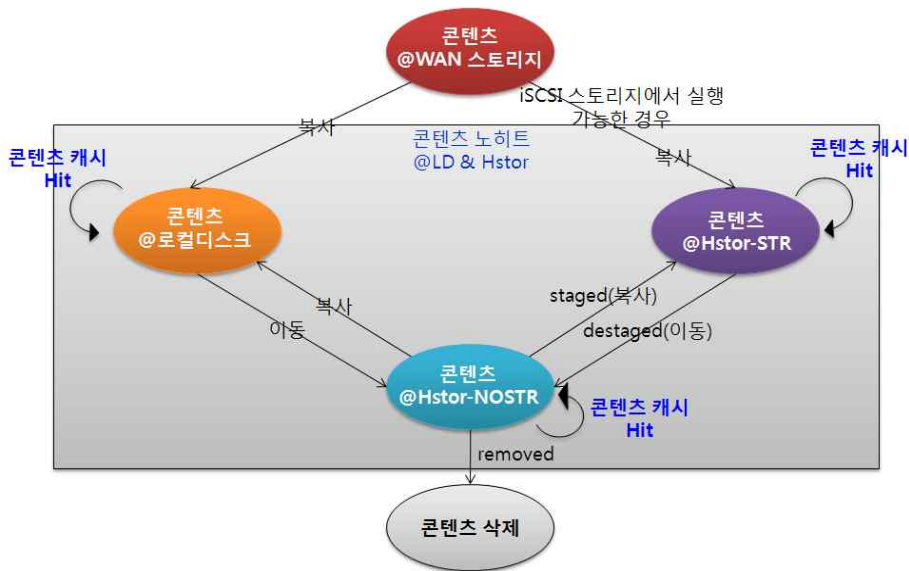 콘텐츠
@WAN 스토리지
iSCSI 스토리지에서 실행
가능한 경우
복사
콘텐츠 노히트
@LD & Hstor
복사
콘텐츠 캐시
Hit
콘텐츠 캐시
Hit
콘텐츠
@로컬디스크
콘텐츠
@Hstor-STR
복사
staged(복사)
이동
destaged(이동)
콘텐츠
@Hstor-NOSTR
콘텐츠 캐시
Hit
removed
콘텐츠 삭제